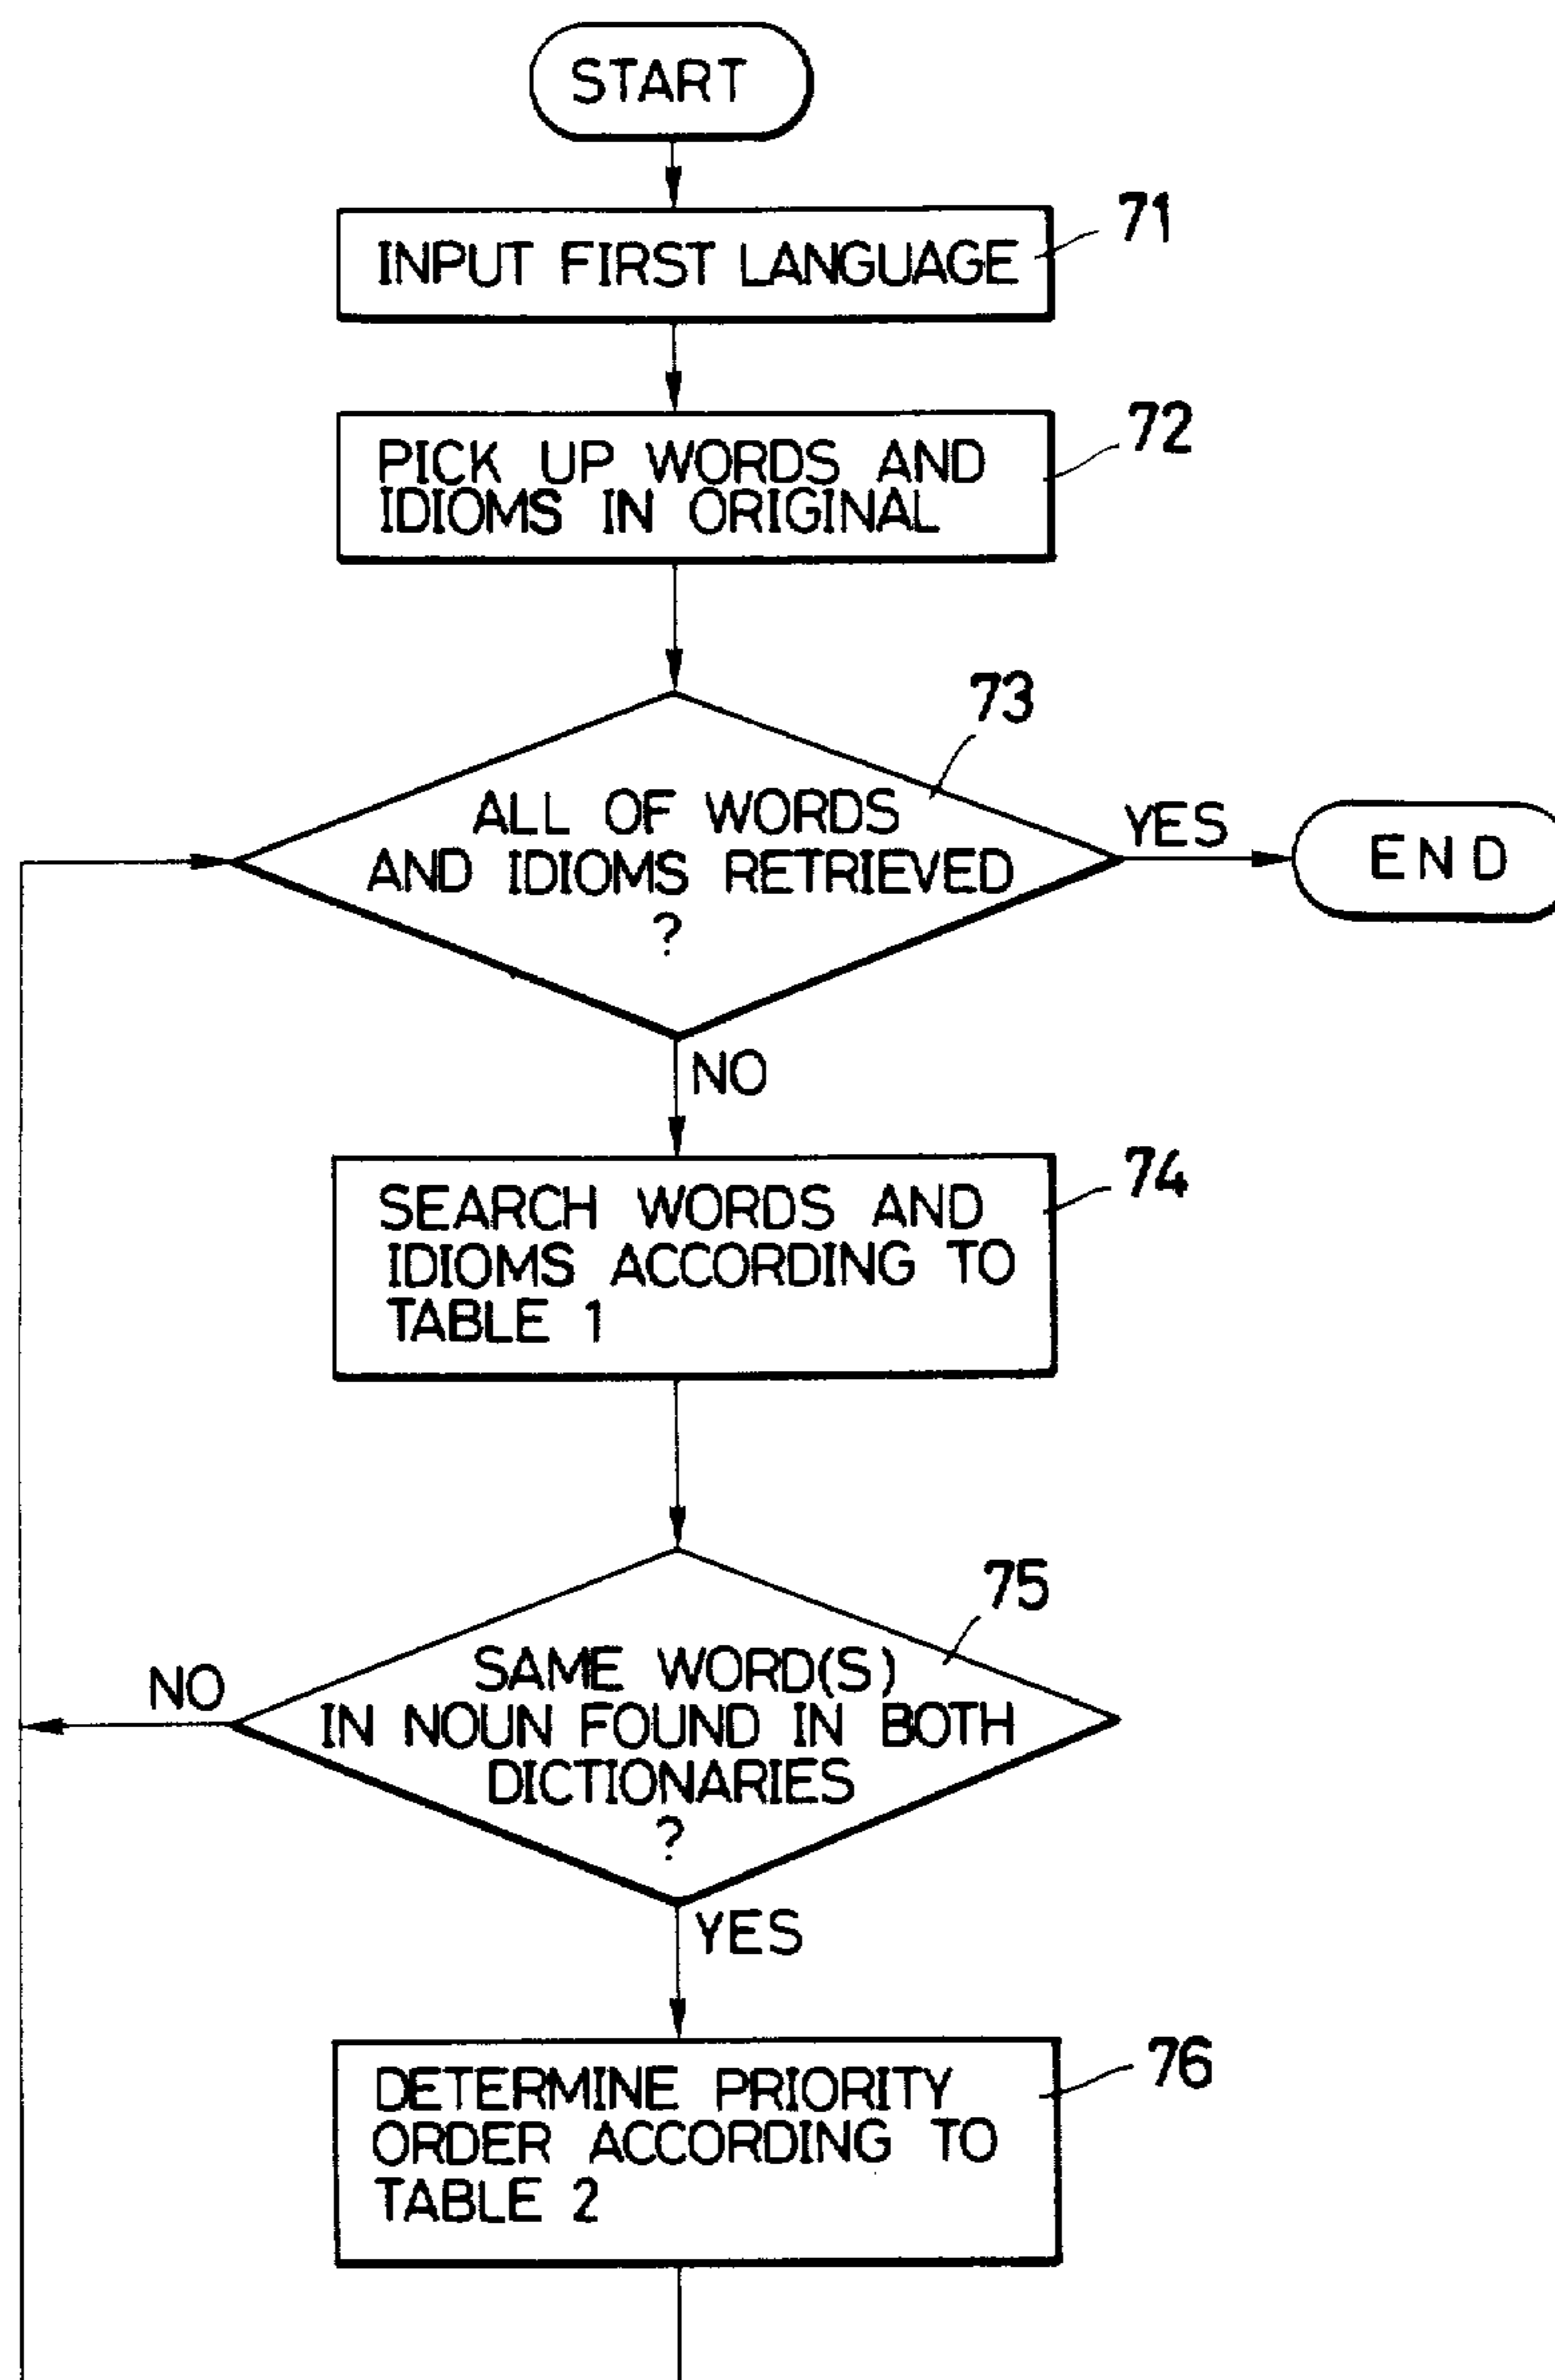 START
71
INPUT FIRST LANGUAGE
72
PICK UP WORDS AND
IDIOMS IN ORIGINAL
73
ALL OF WORDS
AND IDIOMS RETRIEVED
?
YES
END
NO
74
SEARCH WORDS AND
IDIOMS ACCORDING TO
TABLE 1
75
SAME WORD(S)
IN NOUN FOUND IN BOTH
DICTIONARIES
?
NO
YES
76
DETERMINE PRIORITY
ORDER ACCORDING TO
TABLE 2